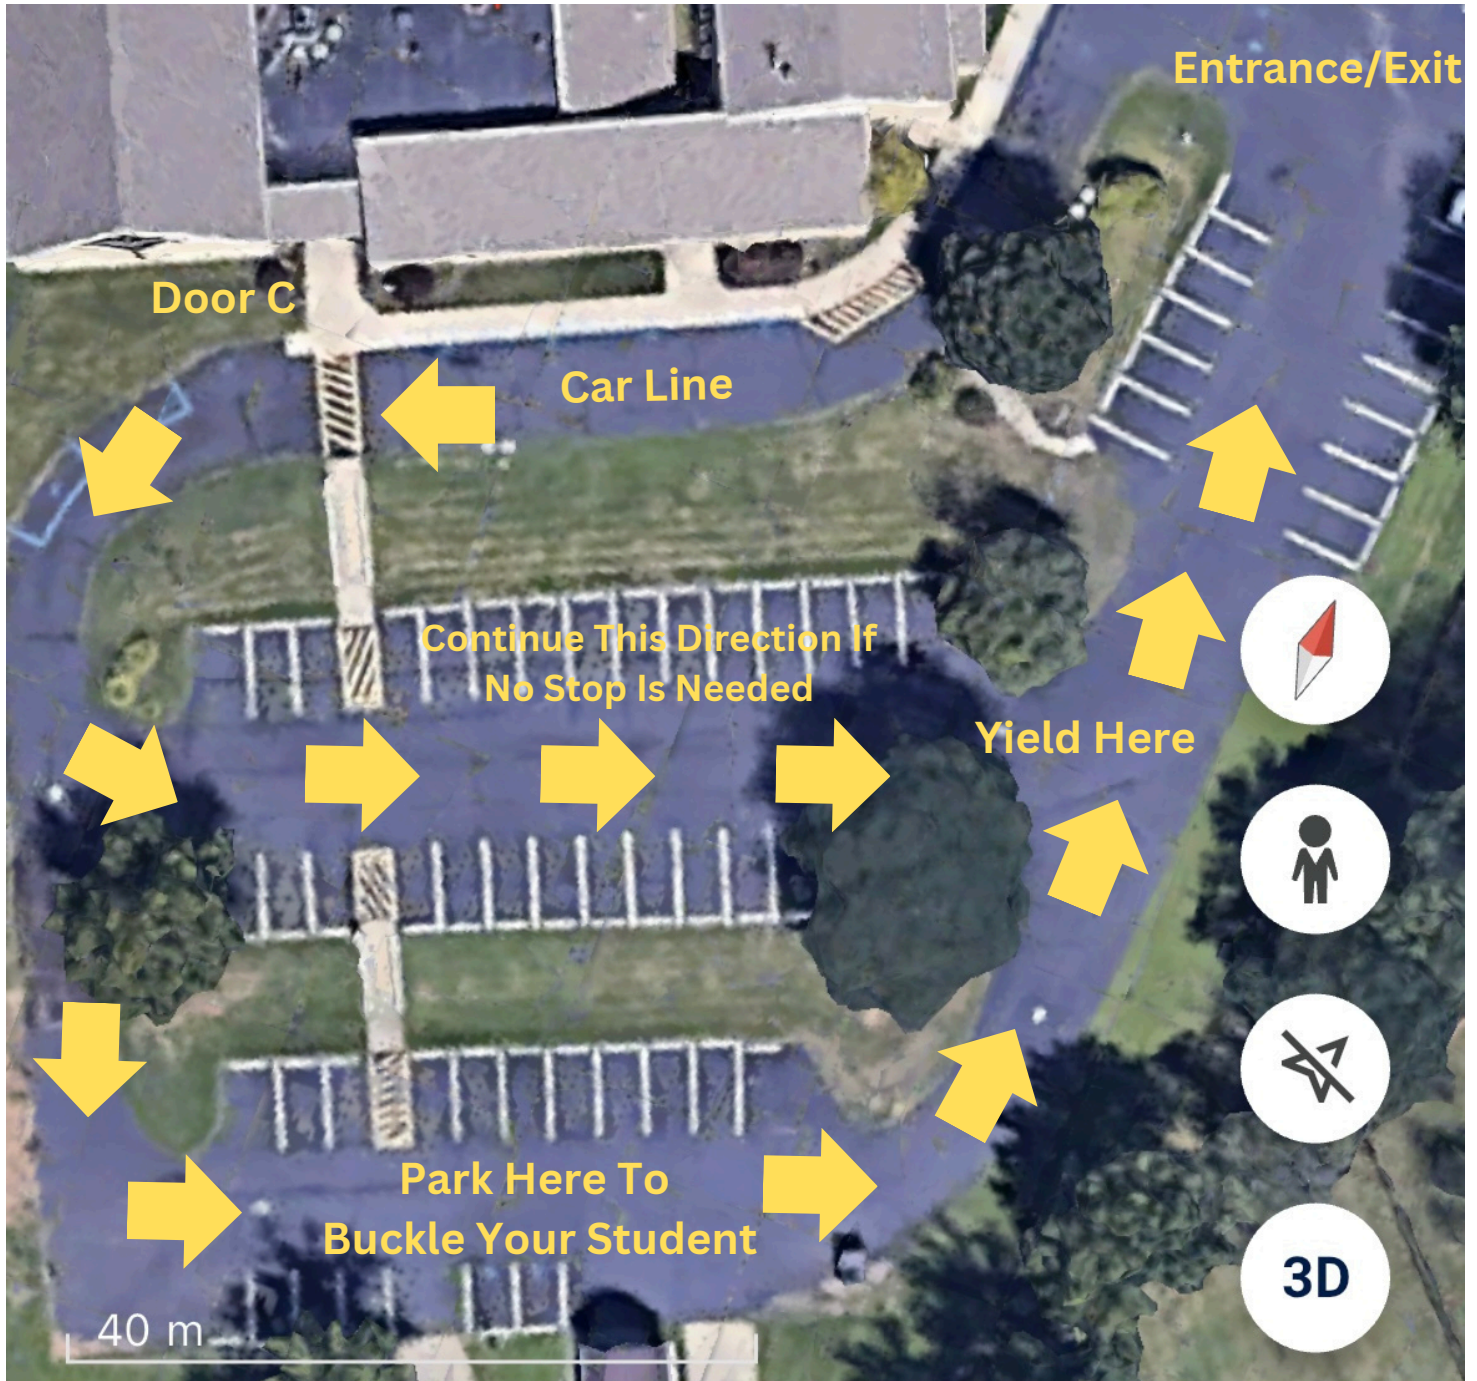 Entrance/Exit
Door C
Car Line
Continue This Direction If
No Stop Is Needed
Yield Here
Park Here To
Buckle Your Student
3D
40 m